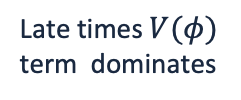 Late times 𝑉(𝜙)
term dominates